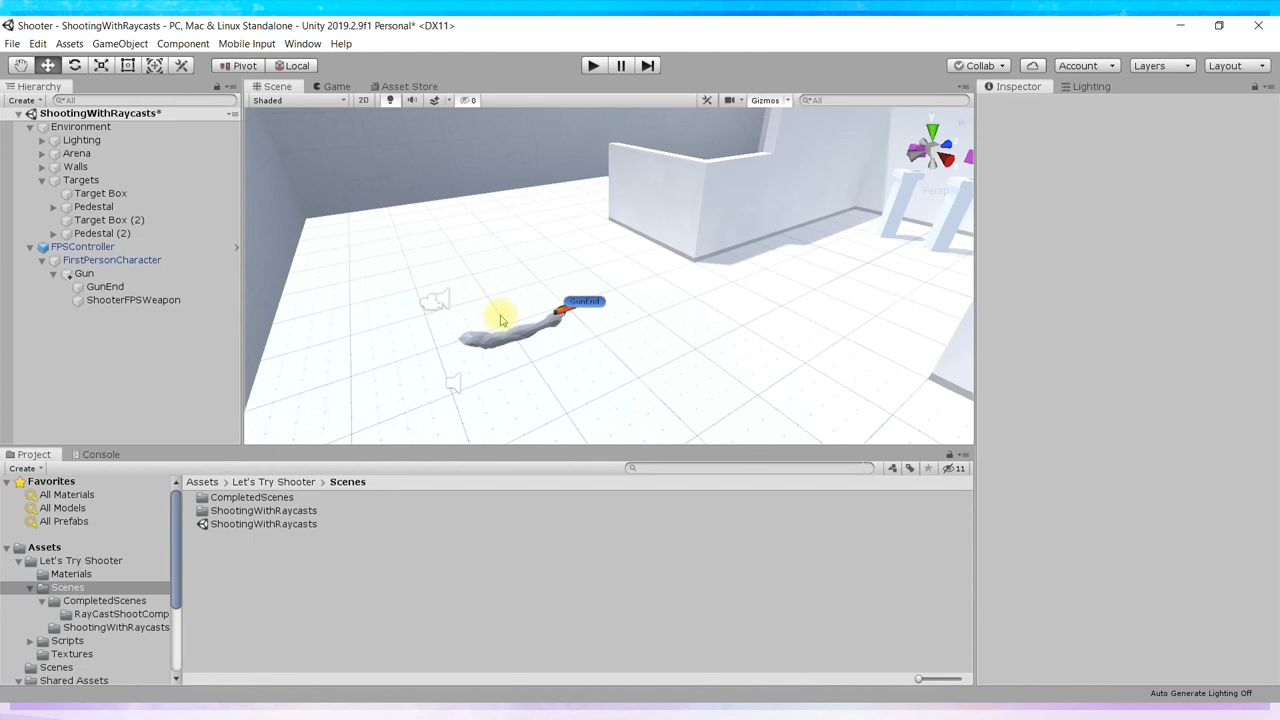 Shooter - ShootingWithRaycasts - PC, Mac & Linux Standalone - Unity 2019.2.9f1 Personal* <DX11>
File Edit Assets GameObject Component Mobile Input Window Help
Pivot Local Collab Account Layers Layout
Hierarchy Scene Game Asset Store Inspector Lighting
Create All Shaded 2D 0 Gizmos All
ShootingWithRaycasts*
Environment
Lighting
Arena
Walls
Targets
Target Box
Pedestal
Target Box (2)
Pedestal (2)
FPSController
FirstPersonCharacter
Gun
GunEnd
ShooterFPSWeapon
Y
Persp
GunEnd
Project Console
Create 11
Favorites
All Materials
All Models
All Prefabs
Assets
Let's Try Shooter
Materials
Scenes
CompletedScenes
RayCastShootComp
ShootingWithRaycasts
Scripts
Textures
Scenes
Shared Assets
Assets Let's Try Shooter Scenes
CompletedScenes
ShootingWithRaycasts
ShootingWithRaycasts
Auto Generate Lighting Off